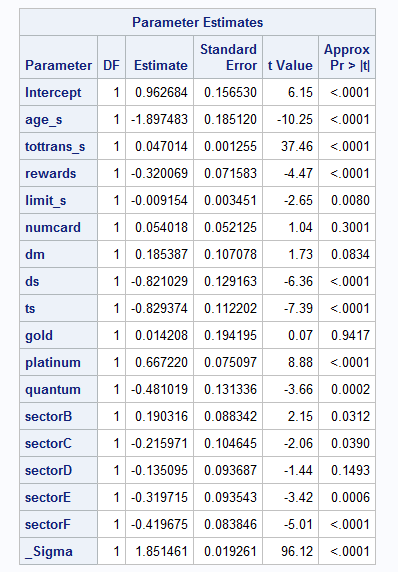 Parameter Estimates
Parameter DF Estimate Standard Error t Value Approx Pr > |t|
Intercept 1 0.962684 0.156530 6.15 <.0001
age_s 1 -1.897483 0.185120 -10.25 <.0001
tottrans_s 1 0.047014 0.001255 37.46 <.0001
rewards 1 -0.320069 0.071583 -4.47 <.0001
limit_s 1 -0.009154 0.003451 -2.65 0.0080
numcard 1 0.054018 0.052125 1.04 0.3001
dm 1 0.185387 0.107078 1.73 0.0834
ds 1 -0.821029 0.129163 -6.36 <.0001
ts 1 -0.829374 0.112202 -7.39 <.0001
gold 1 0.014208 0.194195 0.07 0.9417
platinum 1 0.667220 0.075097 8.88 <.0001
quantum 1 -0.481019 0.131336 -3.66 0.0002
sectorB 1 0.190316 0.088342 2.15 0.0312
sectorC 1 -0.215971 0.104645 -2.06 0.0390
sectorD 1 -0.135095 0.093687 -1.44 0.1493
sectorE 1 -0.319715 0.093543 -3.42 0.0006
sectorF 1 -0.419675 0.083846 -5.01 <.0001
_Sigma 1 1.851461 0.019261 96.12 <.0001